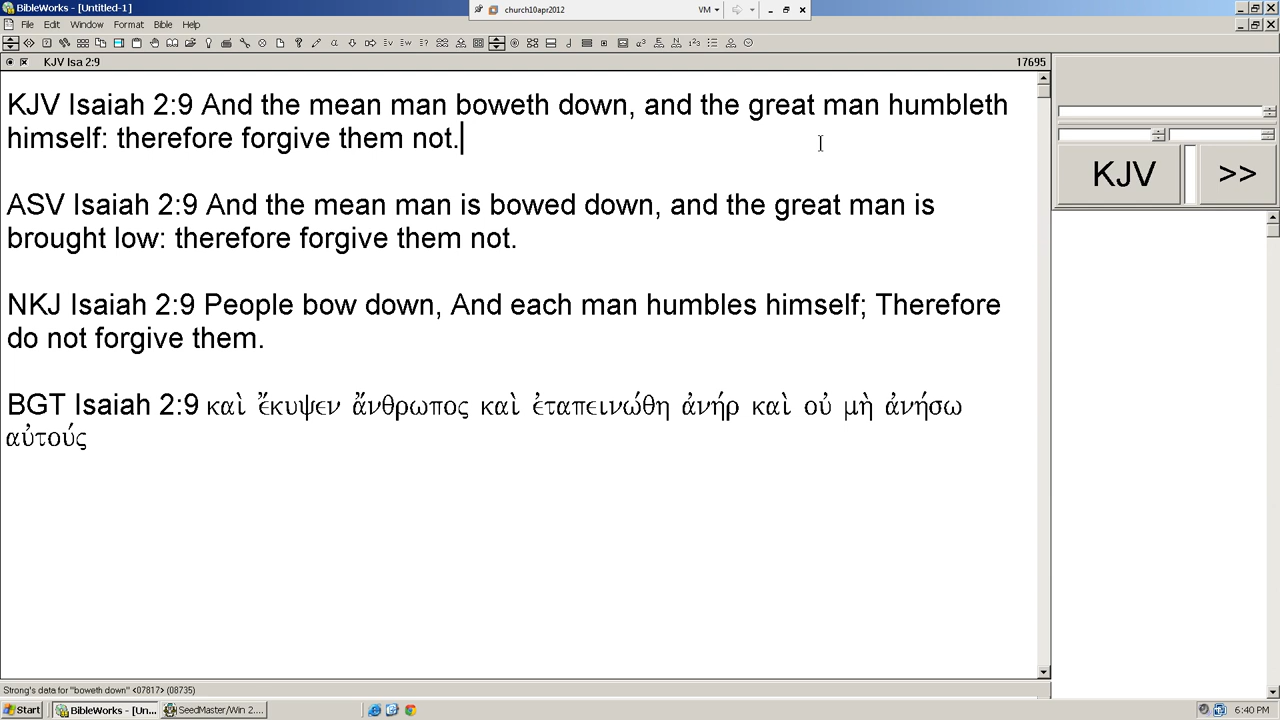 BibleWorks - [Untitled-1]
church10apr2012
VM
File Edit Window Format Bible Help
KJV Isa 2:9
17695
KJV Isaiah 2:9 And the mean man boweth down, and the great man humbleth
himself: therefore forgive them not.
ASV Isaiah 2:9 And the mean man is bowed down, and the great man is
brought low: therefore forgive them not.
NKJ Isaiah 2:9 People bow down, And each man humbles himself; Therefore
do not forgive them.
BGT Isaiah 2:9 καὶ ἔκυψεν ἄνθρωπος καὶ ἐταπεινώθη ἀνήρ καὶ οὐ μὴ ἀνήσω
αὐτούς
KJV
>>
Strong's data for "boweth down" <07817> (08735)
Start
BibleWorks - [Un...
SeedMaster/Win 2....
6:40 PM